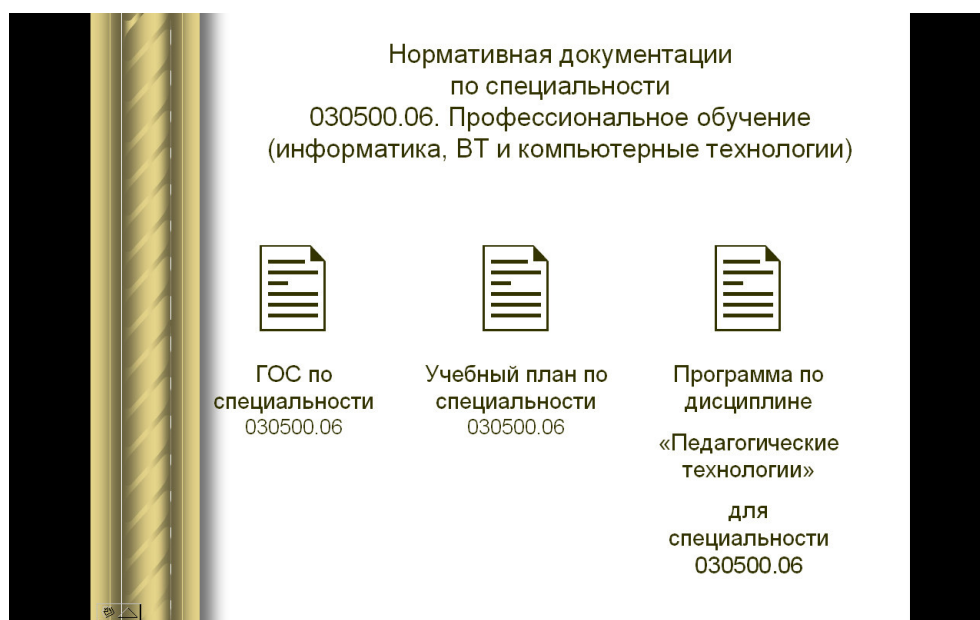 Нормативная документации
по специальности
030500.06. Профессиональное обучение
(информатика, ВТ и компьютерные технологии)
ГОС по
специальности
030500.06
Учебный план по
специальности
030500.06
Программа по
дисциплине
«Педагогические
технологии»
для
специальности
030500.06